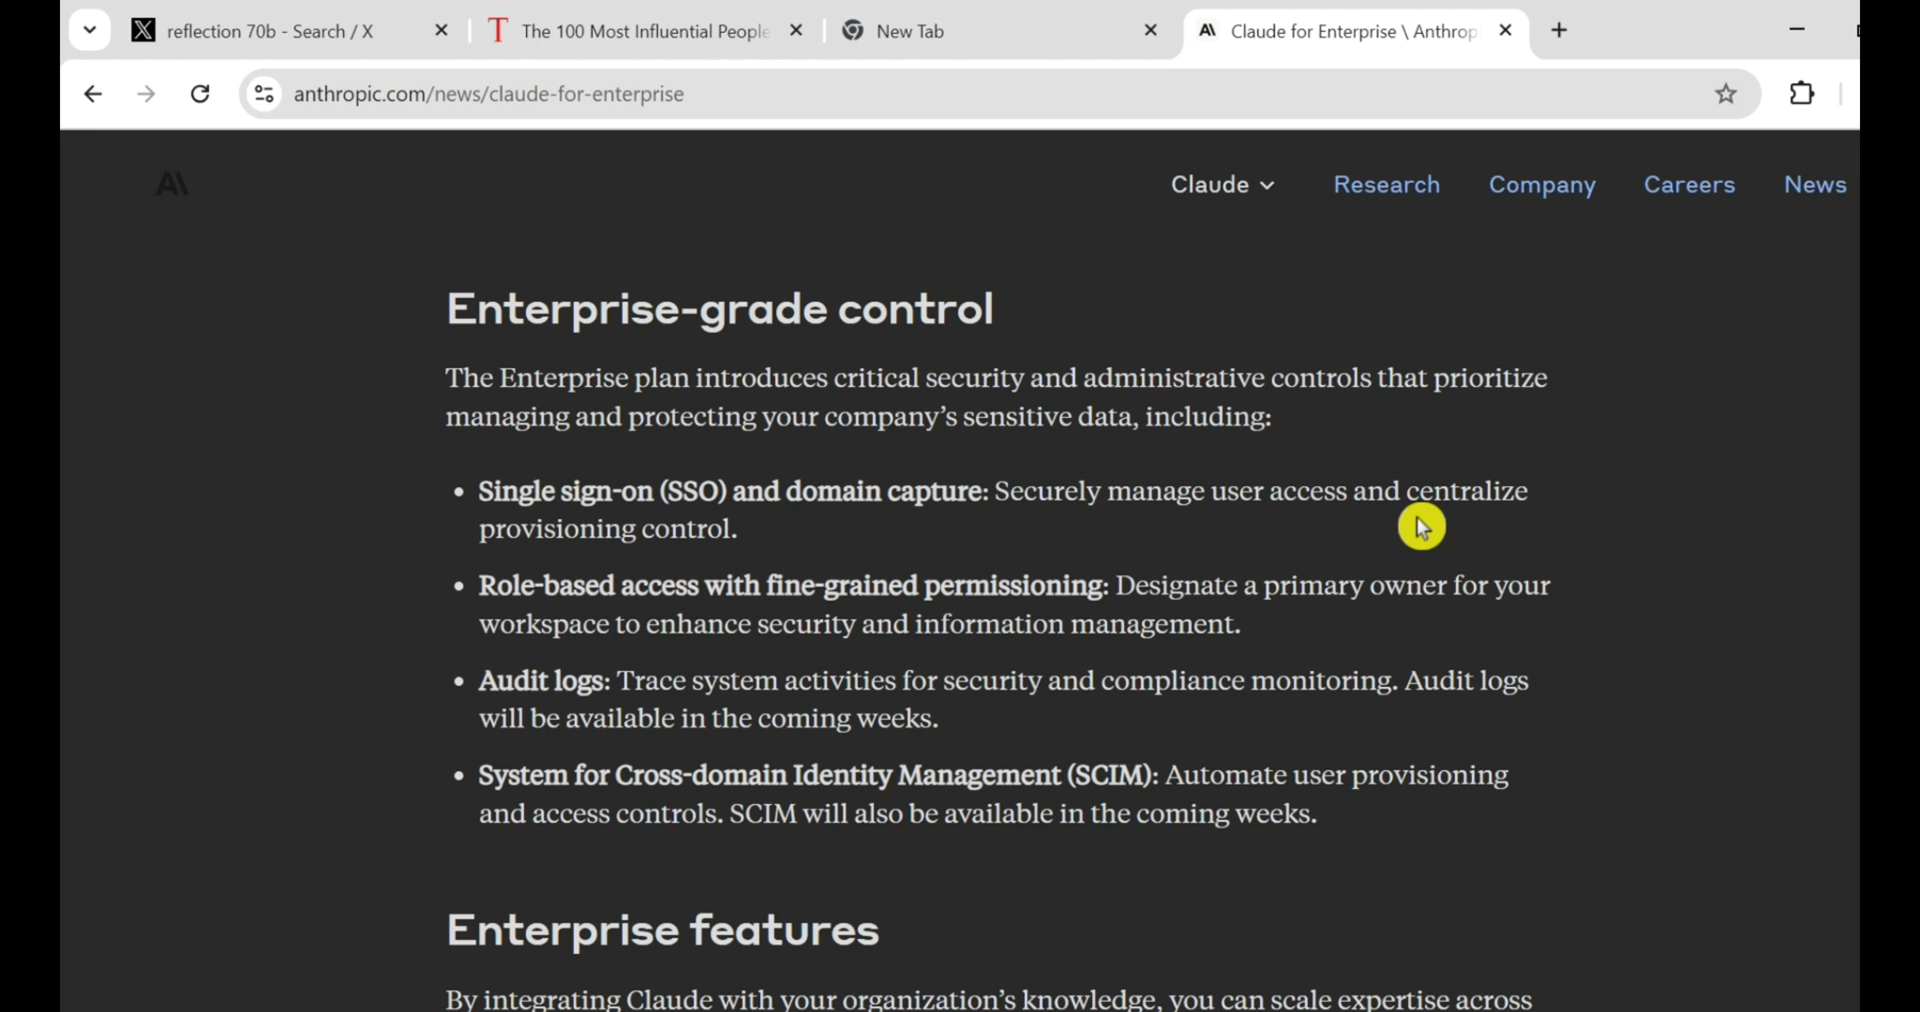 reflection 70b - Search / X
The 100 Most Influential People
New Tab
Claude for Enterprise \ Anthrop
anthropic.com/news/claude-for-enterprise
A\
Claude
Research
Company
Careers
News
Enterprise-grade control
The Enterprise plan introduces critical security and administrative controls that prioritize
managing and protecting your company’s sensitive data, including:
• Single sign-on (SSO) and domain capture: Securely manage user access and centralize
provisioning control.
• Role-based access with fine-grained permissioning: Designate a primary owner for your
workspace to enhance security and information management.
• Audit logs: Trace system activities for security and compliance monitoring. Audit logs
will be available in the coming weeks.
• System for Cross-domain Identity Management (SCIM): Automate user provisioning
and access controls. SCIM will also be available in the coming weeks.
Enterprise features
By integrating Claude with your organization’s knowledge, you can scale expertise across